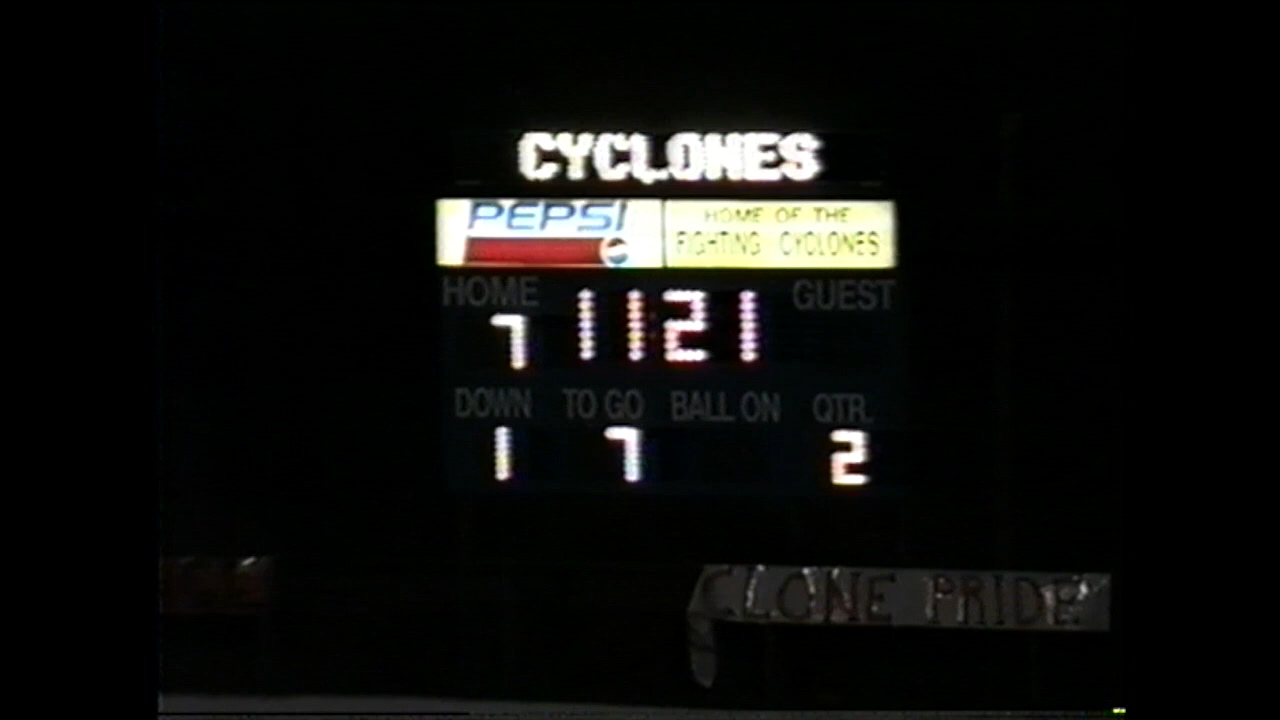 CYCLONES
PEPSI
HOME OF THE
FIGHTING CYCLONES
HOME 11 21 GUEST
7
DOWN TO GO BALL ON QTR.
1 7 2
CLONE PRIDE